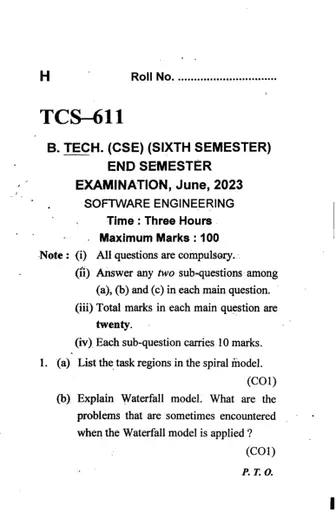 H Roll No. ..............................
TCS–611
B. TECH. (CSE) (SIXTH SEMESTER)
END SEMESTER
EXAMINATION, June, 2023
SOFTWARE ENGINEERING
Time : Three Hours
Maximum Marks : 100
Note : (i) All questions are compulsory.
(ii) Answer any two sub-questions among
(a), (b) and (c) in each main question.
(iii) Total marks in each main question are
twenty.
(iv) Each sub-question carries 10 marks.
1. (a) List the task regions in the spiral model.
(CO1)
(b) Explain Waterfall model. What are the
problems that are sometimes encountered
when the Waterfall model is applied ?
(CO1)
P. T. O.